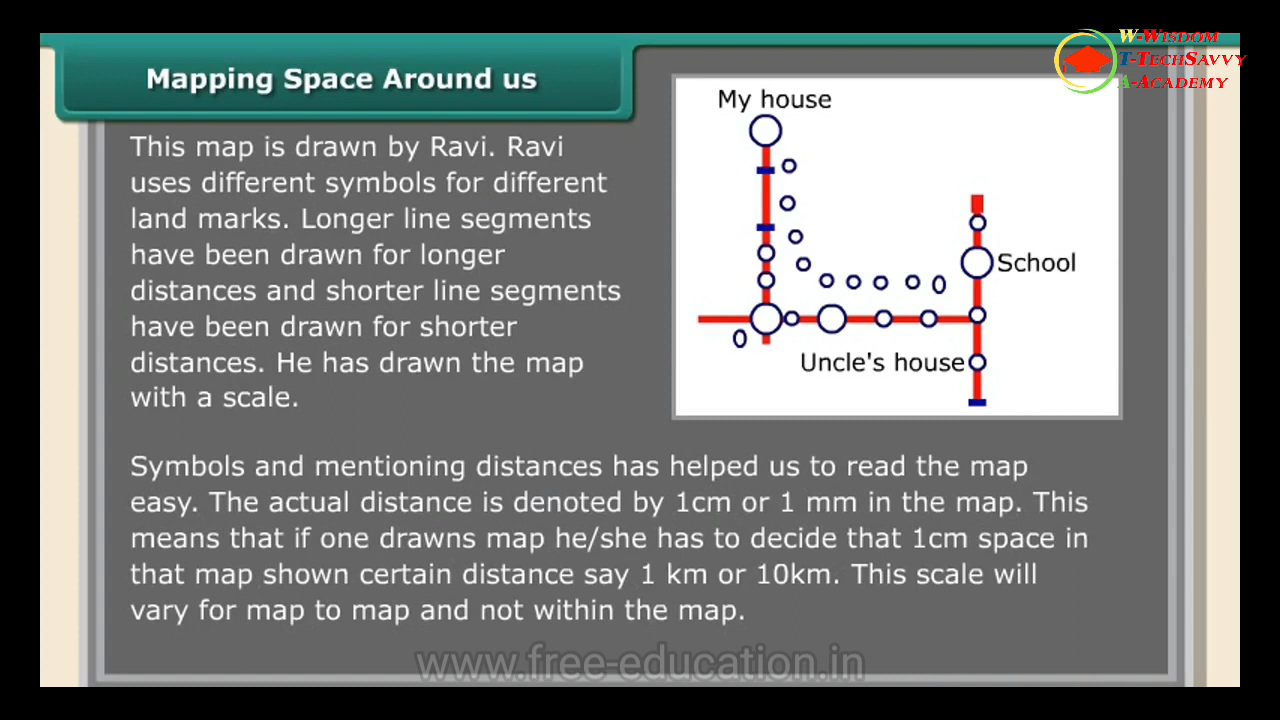 W-Wisdom
T-TechSavvy
A-Academy
Mapping Space Around us
This map is drawn by Ravi. Ravi
uses different symbols for different
land marks. Longer line segments
have been drawn for longer
distances and shorter line segments
have been drawn for shorter
distances. He has drawn the map
with a scale.
My house
School
Uncle's house
Symbols and mentioning distances has helped us to read the map
easy. The actual distance is denoted by 1cm or 1 mm in the map. This
means that if one drawns map he/she has to decide that 1cm space in
that map shown certain distance say 1 km or 10km. This scale will
vary for map to map and not within the map.
www.free-education.in